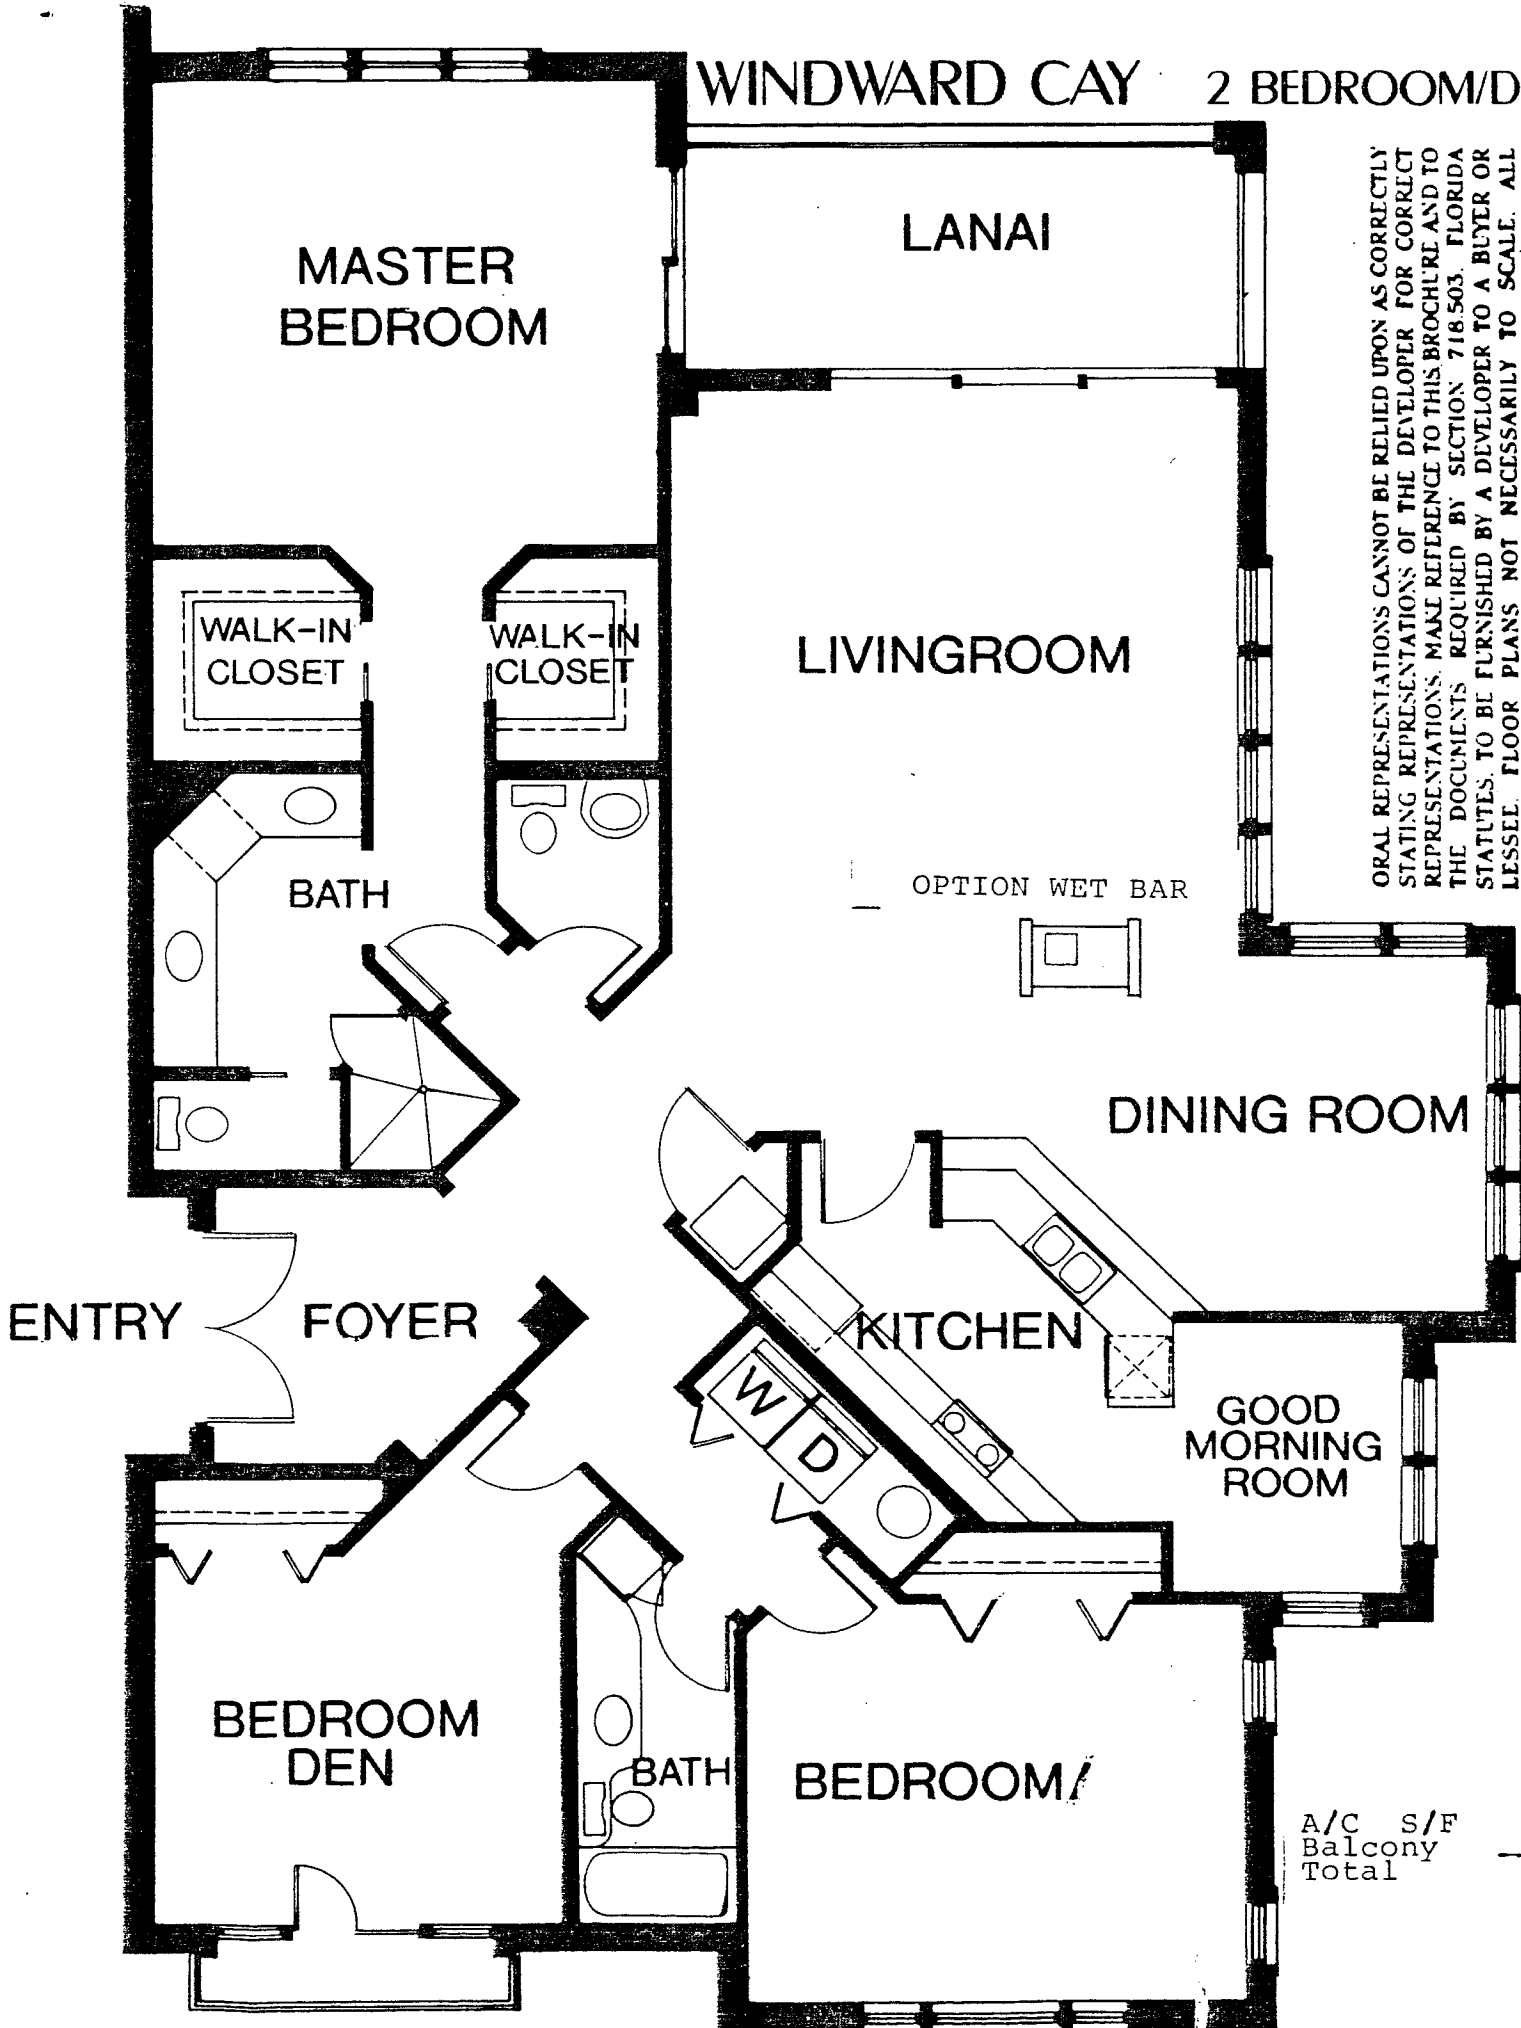 WINDWARD CAY 2 BEDROOM/D
ORAL REPRESENTATIONS CANNOT BE RELIED UPON AS CORRECTLY
STATING REPRESENTATIONS OF THE DEVELOPER FOR CORRECT
REPRESENTATIONS. MAKE REFERENCE TO THIS BROCHURE AND TO
THE DOCUMENTS REQUIRED BY SECTION 718.503. FLORIDA
STATUTES. TO BE FURNISHED BY A DEVELOPER TO A BUYER OR
LESSEE. FLOOR PLANS NOT NECESSARILY TO SCALE. ALL
LANAI
MASTER
BEDROOM
WALK-IN
CLOSET
WALK-IN
CLOSET
LIVINGROOM
BATH
OPTION WET BAR
DINING ROOM
ENTRY
FOYER
KITCHEN
W
D
GOOD
MORNING
ROOM
BEDROOM
DEN
BATH
BEDROOM/
A/C S/F
Balcony
Total